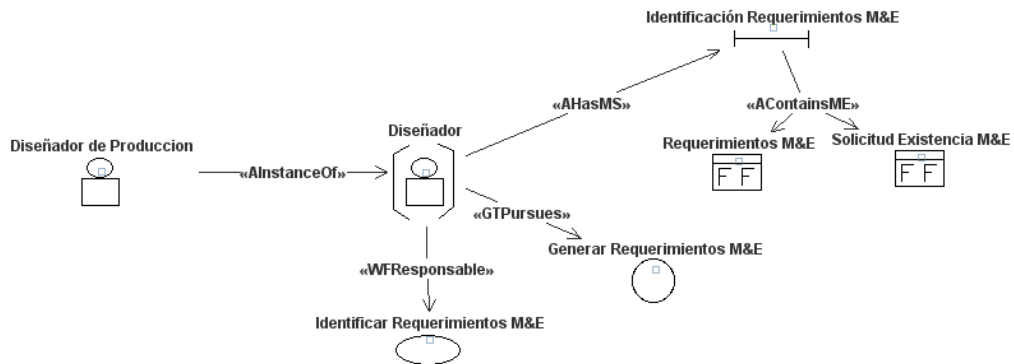 Identificación Requerimientos M&E
«AHasMS»
«AContainsME»
Diseñador
Requerimientos M&E
Solicitud Existencia M&E
Diseñador de Produccion
«AInstanceOf»
F F
F F
«GTPursues»
Generar Requerimientos M&E
«WFResponsable»
Identificar Requerimientos M&E